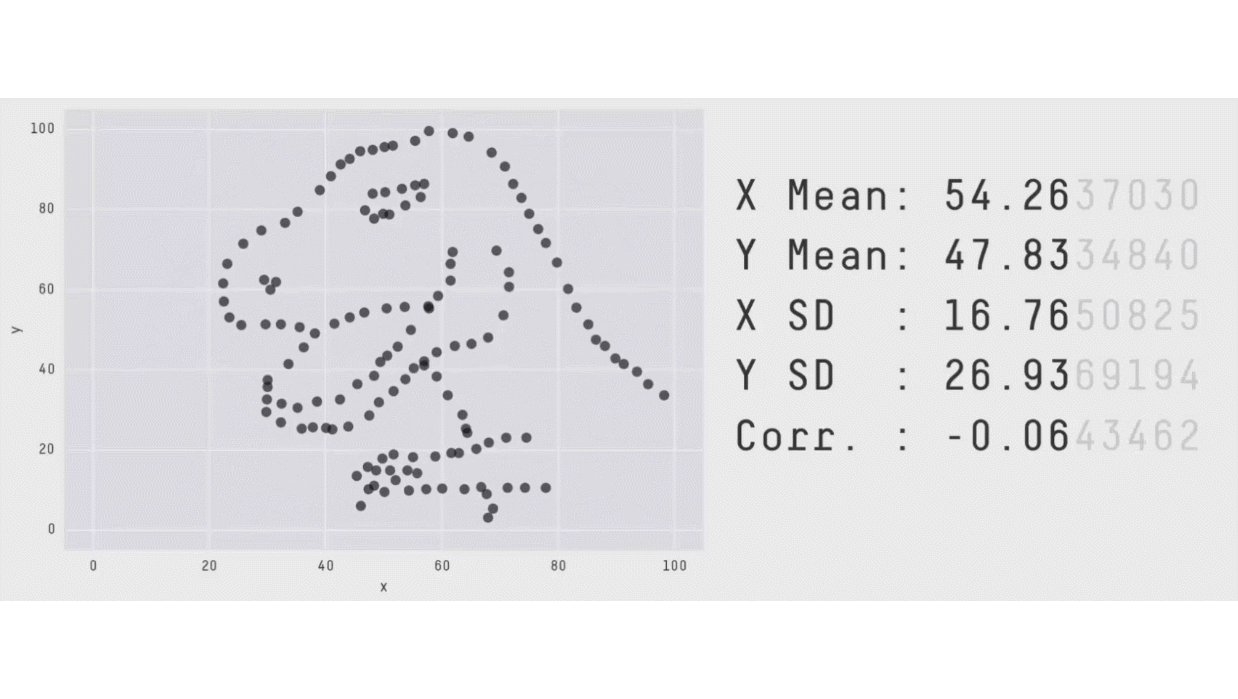 100
80
60
40
20
0
y
0 20 40 60 80 100
x
X Mean: 54.2637030
Y Mean: 47.8334840
X SD : 16.7650825
Y SD : 26.9369194
Corr. : -0.0643462